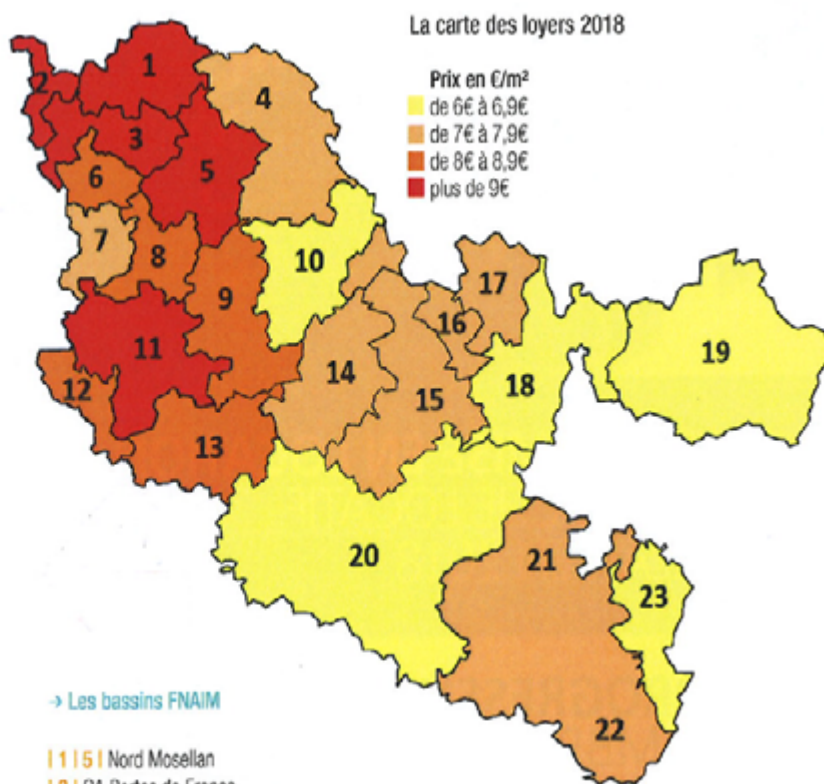 La carte des loyers 2018
Prix en €/m²
de 6€ à 6,9€
de 7€ à 7,9€
de 8€ à 8,9€
plus de 9€
1
2
3
4
5
6
7
8
9
10
11
12
13
14
15
16
17
18
19
20
21
22
23
→ Les bassins FNAIM
| 1 | 5 | Nord Mosellan